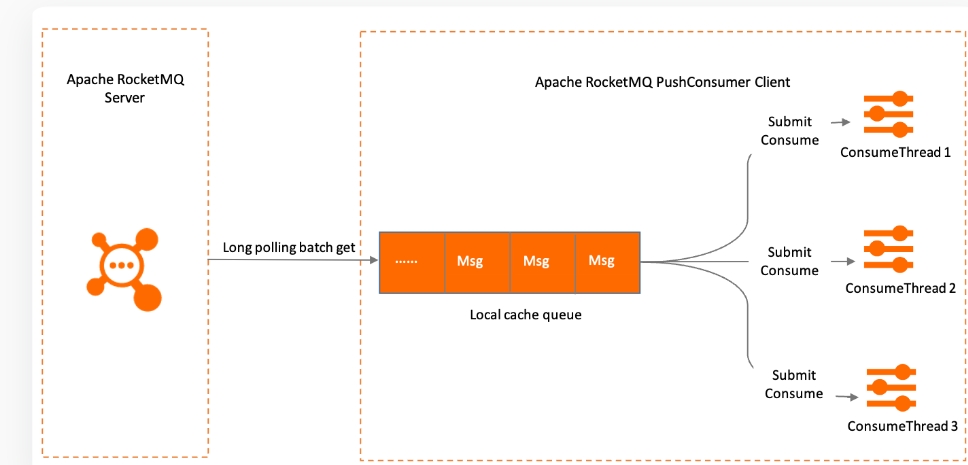 Apache RocketMQ
Server
Apache RocketMQ PushConsumer Client
Submit
Consume
ConsumeThread 1
Long polling batch get
......
Msg
Msg
Msg
Submit
Consume
ConsumeThread 2
Local cache queue
Submit
Consume
ConsumeThread 3